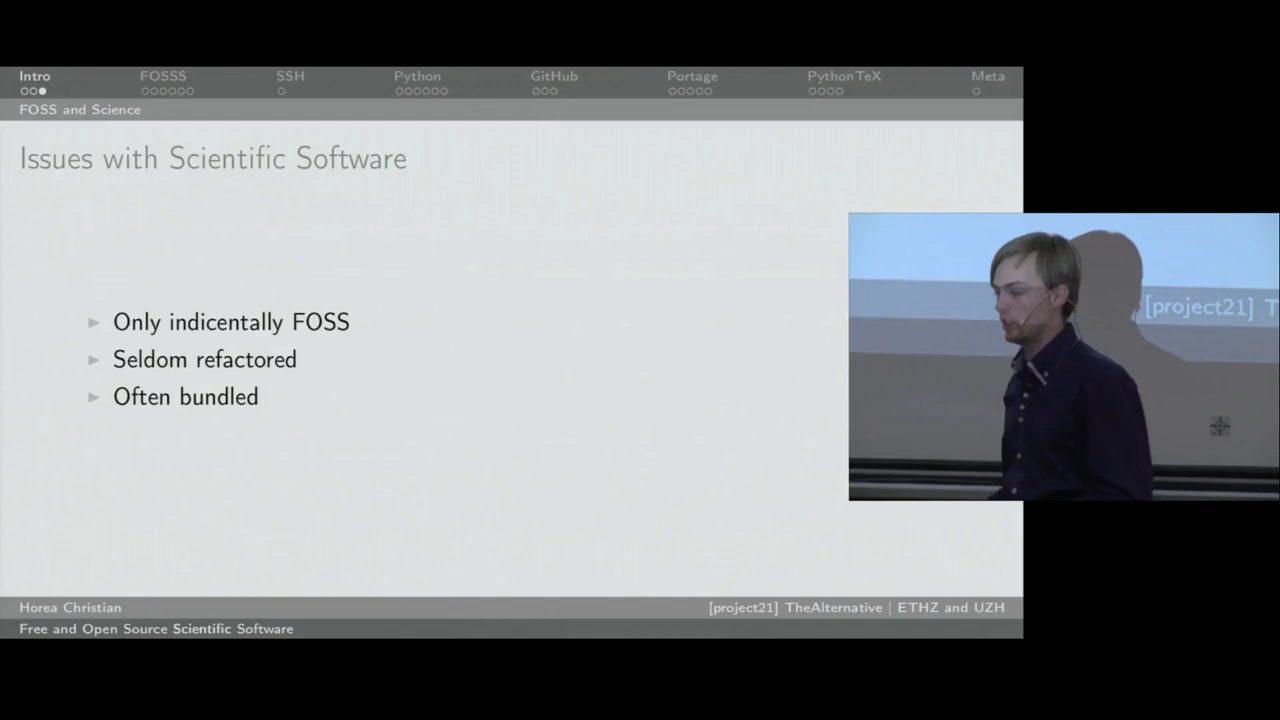 Intro FOSSS SSH Python GitHub Portage PythonTeX Meta
FOSS and Science
Issues with Scientific Software
Only indicentally FOSS
Seldom refactored
Often bundled
[project21] T
Horea Christian [project21] TheAlternative | ETHZ and UZH
Free and Open Source Scientific Software